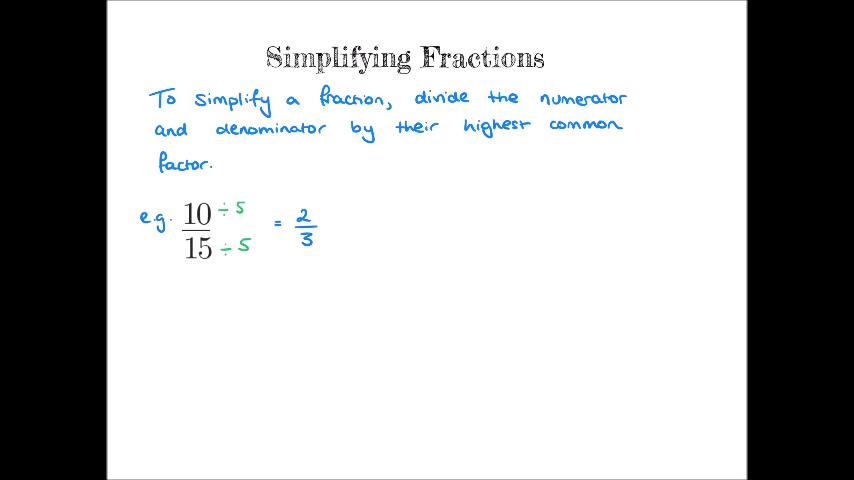 Simplifying Fractions
To simplify a fraction, divide the numerator
and denominator by their highest common
factor.
e.g. 10 ÷ 5 = 2
15 ÷ 5 3